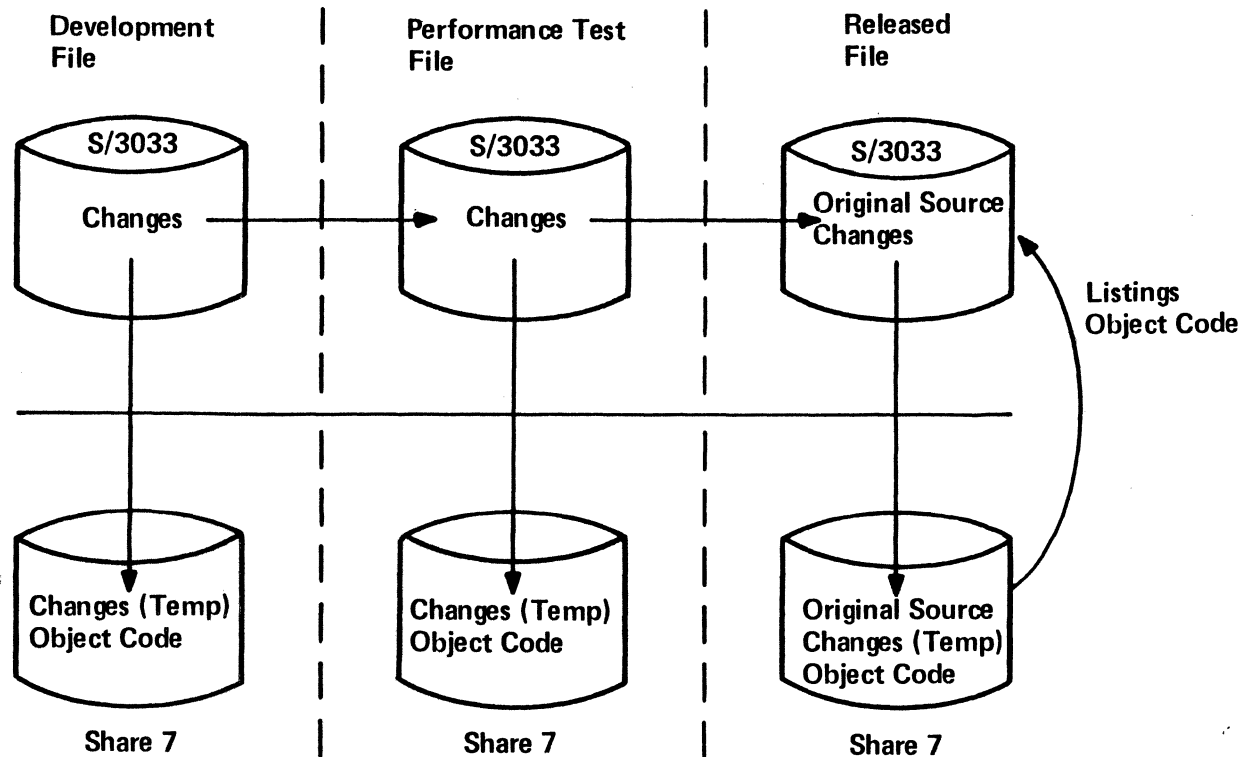 Development
File
Performance Test
File
Released
File
S/3033
Changes
S/3033
Changes
S/3033
Original Source
Changes
Listings
Object Code
Changes (Temp)
Object Code
Changes (Temp)
Object Code
Original Source
Changes (Temp)
Object Code
Share 7
Share 7
Share 7